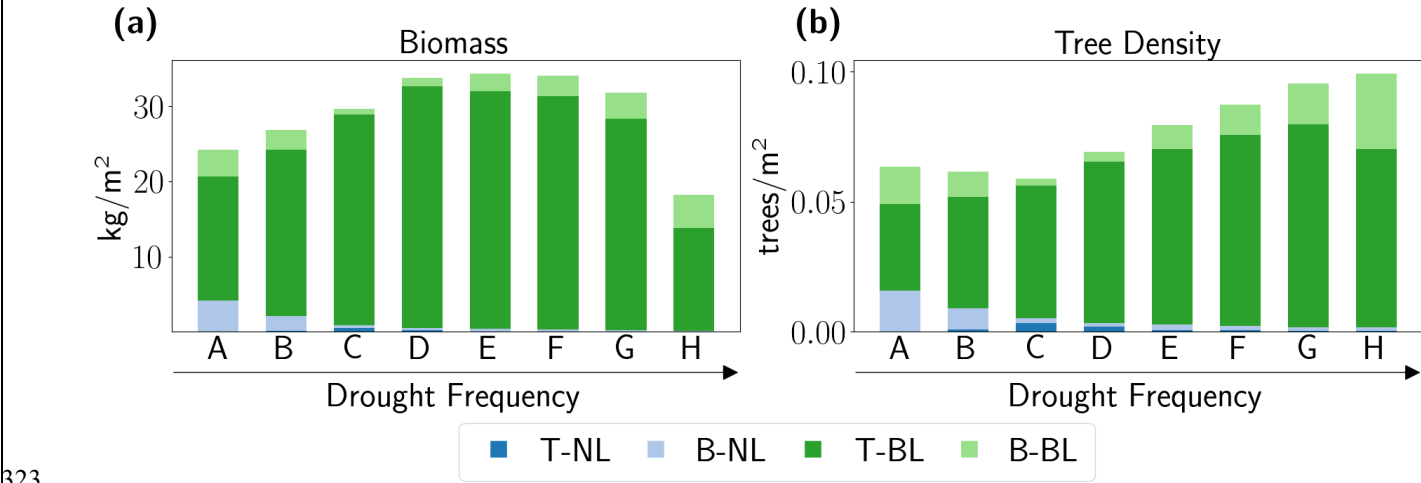 (a)
Biomass
kg/m²
30
20
10
A B C D E F G H
Drought Frequency
(b)
Tree Density
trees/m²
0.10
0.05
0.00
A B C D E F G H
Drought Frequency
T-NL B-NL T-BL B-BL
323